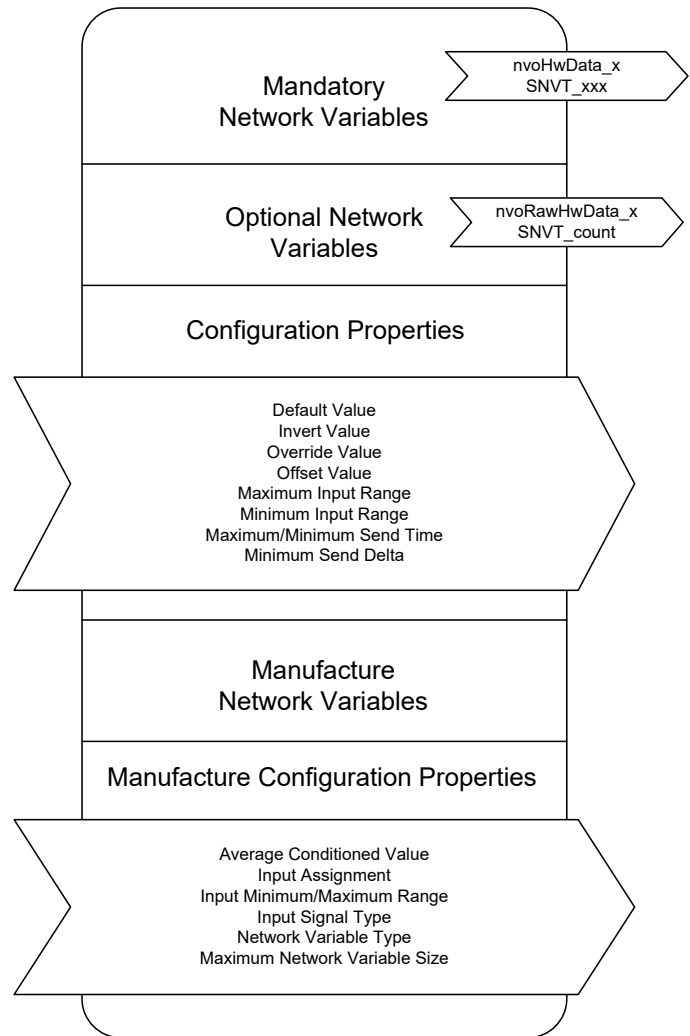 Mandatory
Network Variables
nvoHwData_x
SNVT_xxx
Optional Network
Variables
nvoRawHwData_x
SNVT_count
Configuration Properties
Default Value
Invert Value
Override Value
Offset Value
Maximum Input Range
Minimum Input Range
Maximum/Minimum Send Time
Minimum Send Delta
Manufacture
Network Variables
Manufacture Configuration Properties
Average Conditioned Value
Input Assignment
Input Minimum/Maximum Range
Input Signal Type
Network Variable Type
Maximum Network Variable Size